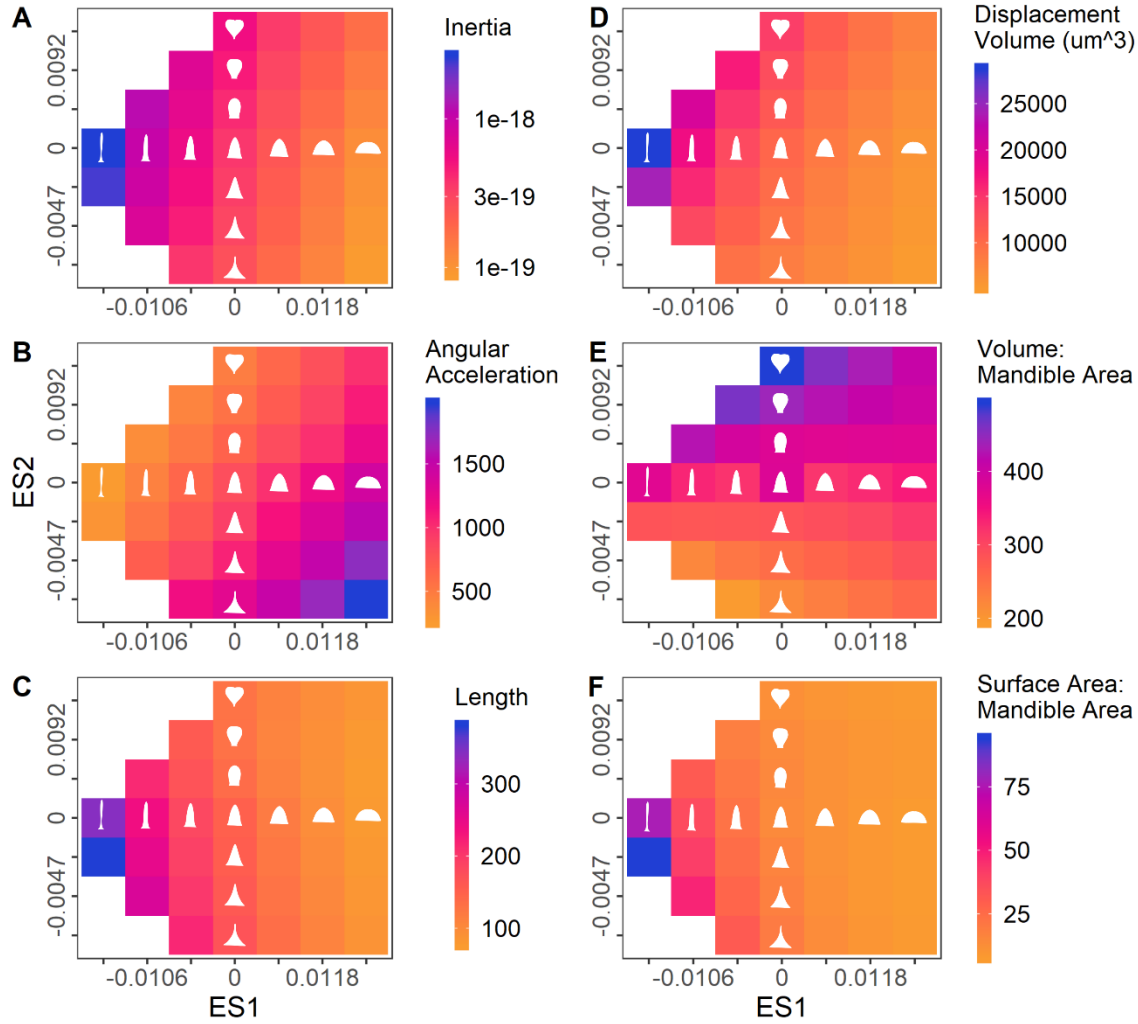 A
Inertia
1e-18
3e-19
1e-19
0.0092
0
-0.0047
-0.0106
0
0.0118
D
Displacement
Volume (um^3)
25000
20000
15000
10000
0.0092
0
-0.0047
-0.0106
0
0.0118
B
Angular
Acceleration
1500
1000
500
ES2
0.0092
0
-0.0047
-0.0106
0
0.0118
E
Volume:
Mandible Area
400
300
200
0.0092
0
-0.0047
-0.0106
0
0.0118
C
Length
300
200
100
0.0092
0
-0.0047
-0.0106
0
0.0118
ES1
F
Surface Area:
Mandible Area
75
50
25
0.0092
0
-0.0047
-0.0106
0
0.0118
ES1